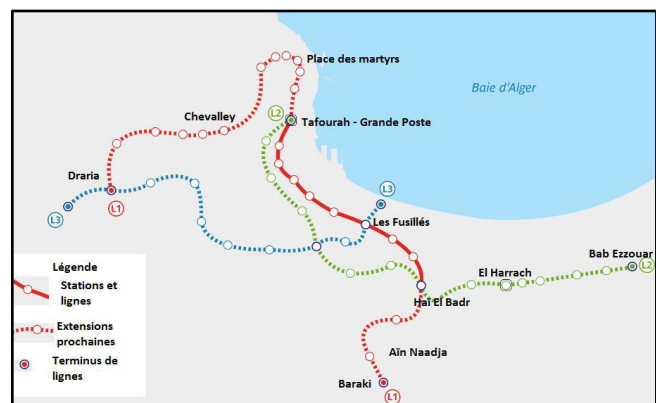 Place des martyrs
Baie d'Alger
Chevalley
L2
Tafourah - Grande Poste
Draria
L3
L3
L1
Les Fusillés
Bab Ezzouar
El Harrach
L2
Légende
Stations et
lignes
Haï El Badr
Extensions
prochaines
Aïn Naadja
Terminus de
lignes
Baraki
L1